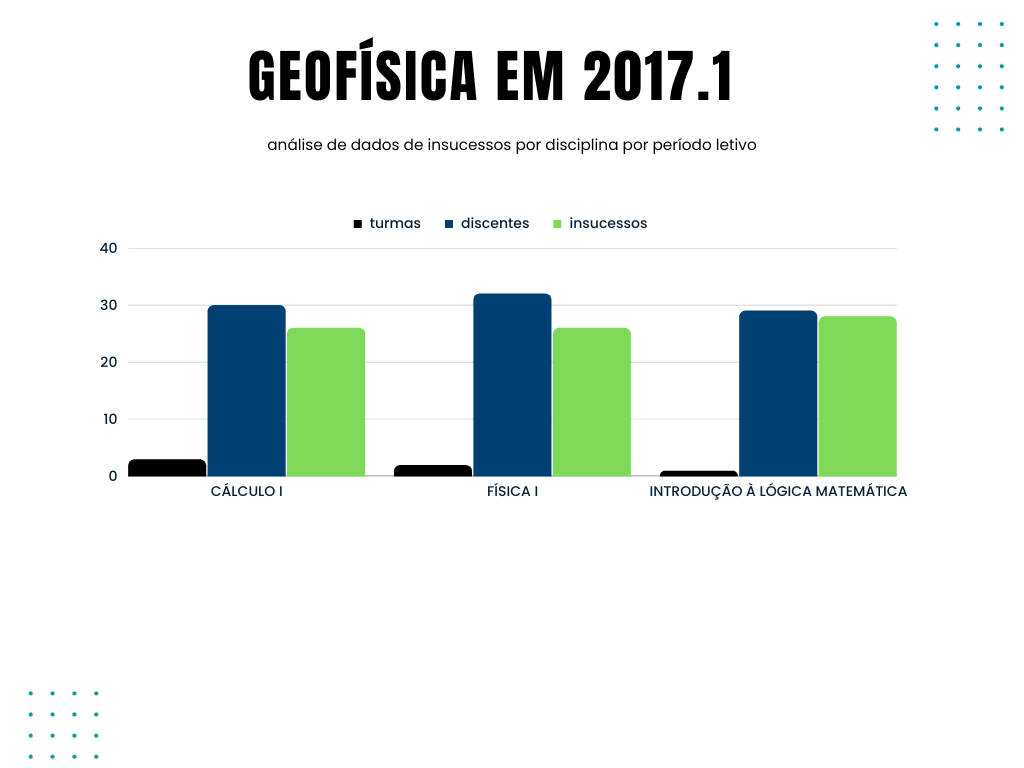 GEOFÍSICA EM 2017.1
análise de dados de insucessos por disciplina por período letivo
turmas discentes insucessos
40
30
20
10
0
CÁLCULO I FÍSICA I INTRODUÇÃO À LÓGICA MATEMÁTICA